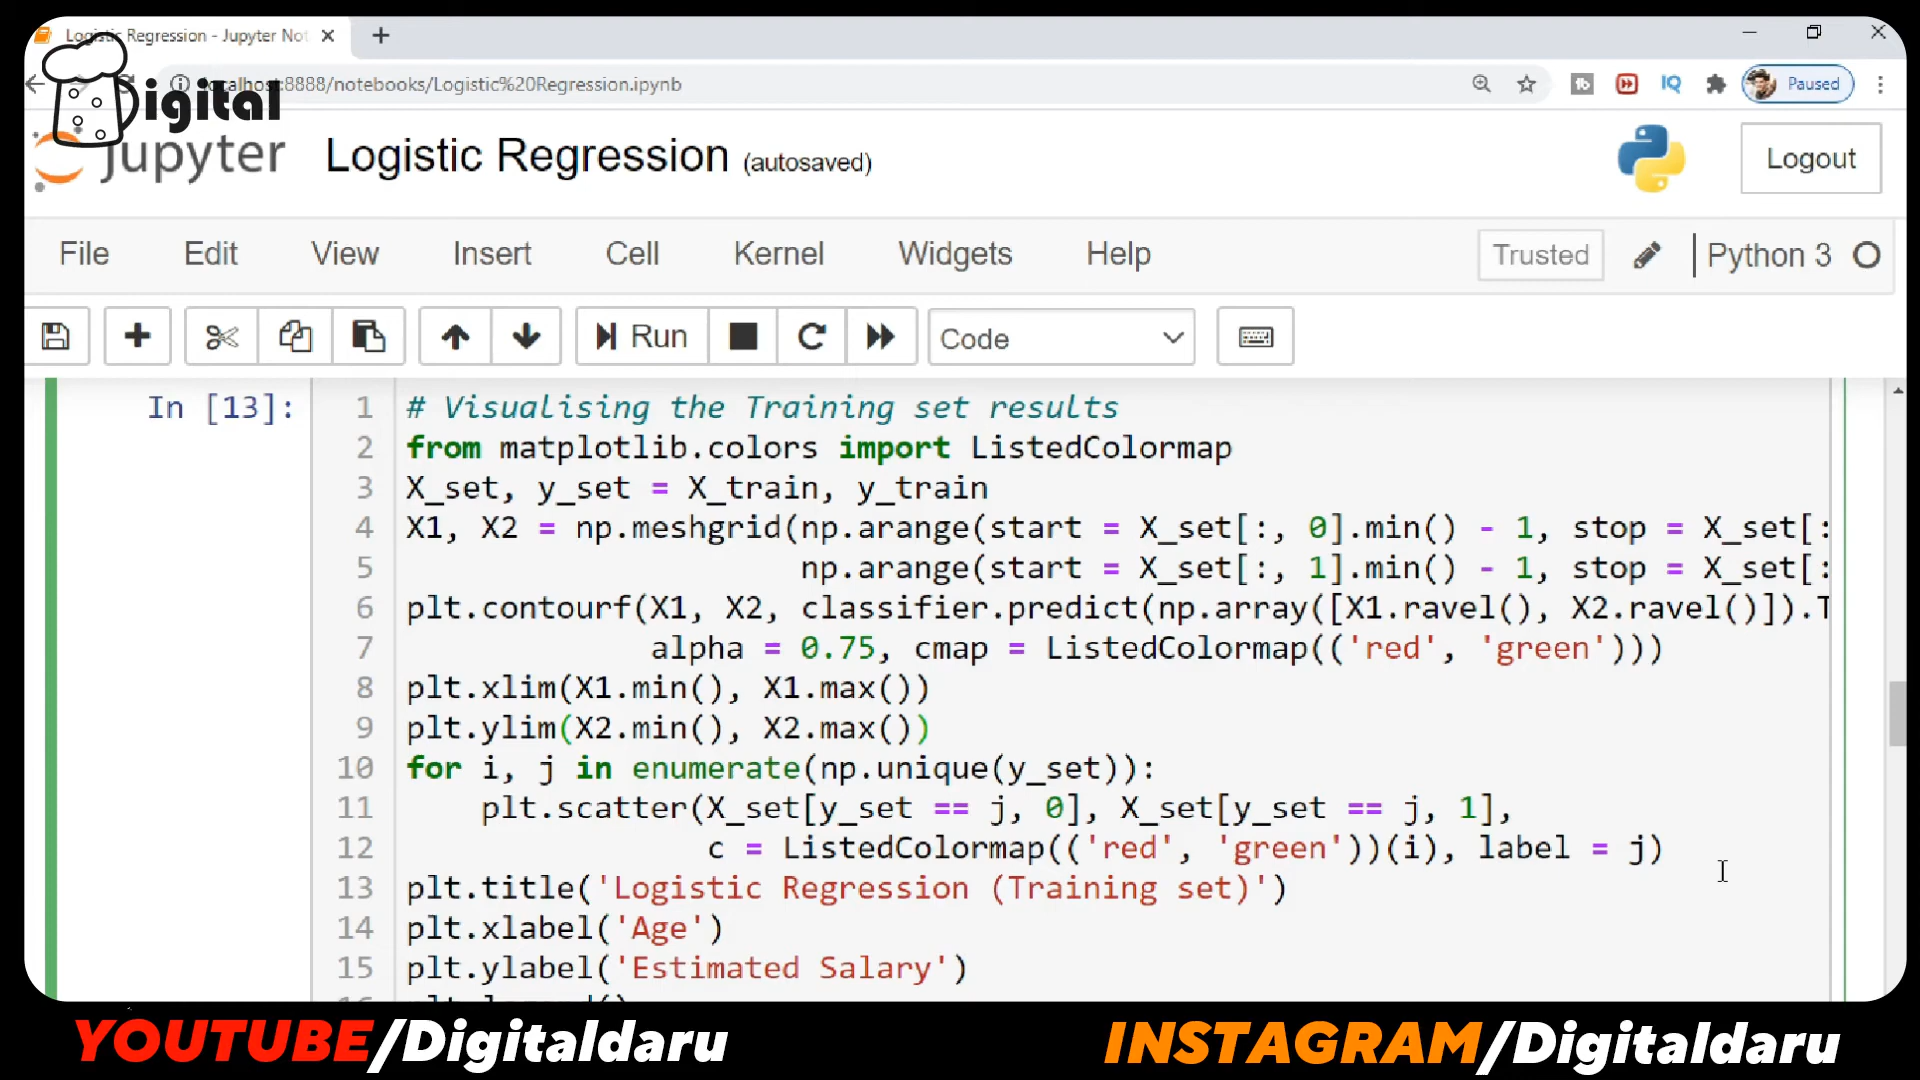 Logistic Regression - Jupyter Not
localhost:8888/notebooks/Logistic%20Regression.ipynb
Paused
Digital
jupyter
Logistic Regression (autosaved)
Logout
File Edit View Insert Cell Kernel Widgets Help Trusted Python 3
Run Code
In [13]:
1 # Visualising the Training set results
2 from matplotlib.colors import ListedColormap
3 X_set, y_set = X_train, y_train
4 X1, X2 = np.meshgrid(np.arange(start = X_set[:, 0].min() - 1, stop = X_set[:
5 np.arange(start = X_set[:, 1].min() - 1, stop = X_set[:
6 plt.contourf(X1, X2, classifier.predict(np.array([X1.ravel(), X2.ravel()]).T
7 alpha = 0.75, cmap = ListedColormap(('red', 'green')))
8 plt.xlim(X1.min(), X1.max())
9 plt.ylim(X2.min(), X2.max())
10 for i, j in enumerate(np.unique(y_set)):
11 plt.scatter(X_set[y_set == j, 0], X_set[y_set == j, 1],
12 c = ListedColormap(('red', 'green'))(i), label = j)
13 plt.title('Logistic Regression (Training set)')
14 plt.xlabel('Age')
15 plt.ylabel('Estimated Salary')
YOUTUBE/Digitaldaru
INSTAGRAM/Digitaldaru